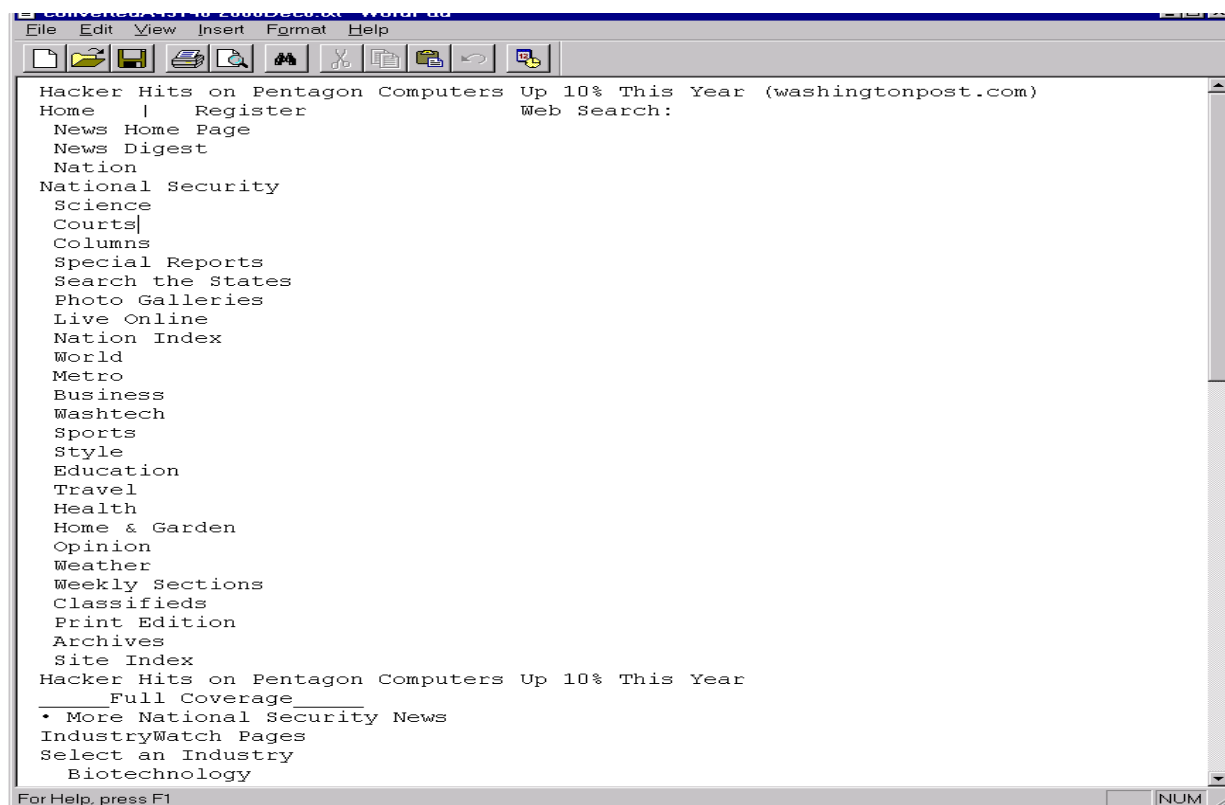 File Edit View Insert Format Help
Hacker Hits on Pentagon Computers Up 10% This Year (washingtonpost.com)
Home | Register Web Search:
News Home Page
News Digest
Nation
National Security
Science
Courts
Columns
Special Reports
Search the States
Photo Galleries
Live Online
Nation Index
World
Metro
Business
Washtech
Sports
Style
Education
Travel
Health
Home & Garden
Opinion
Weather
Weekly Sections
Classifieds
Print Edition
Archives
Site Index
Hacker Hits on Pentagon Computers Up 10% This Year
______Full Coverage______
• More National Security News
IndustryWatch Pages
Select an Industry
Biotechnology
For Help, press F1 NUM